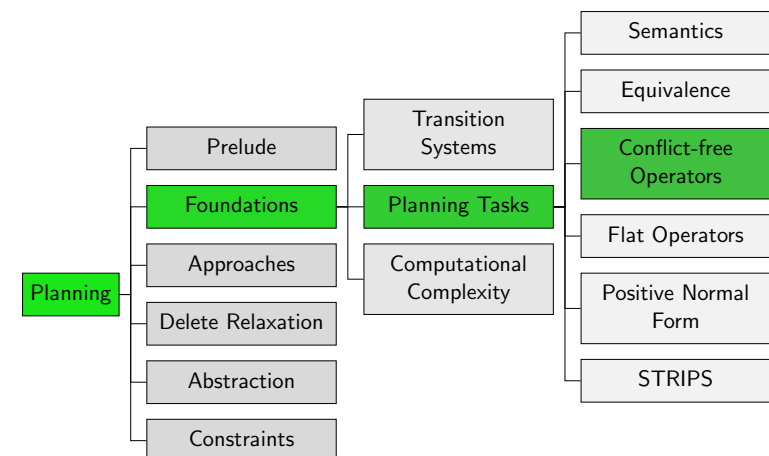 Planning
Prelude
Foundations
Approaches
Delete Relaxation
Abstraction
Constraints
Transition
Systems
Planning Tasks
Computational
Complexity
Semantics
Equivalence
Conflict-free
Operators
Flat Operators
Positive Normal
Form
STRIPS